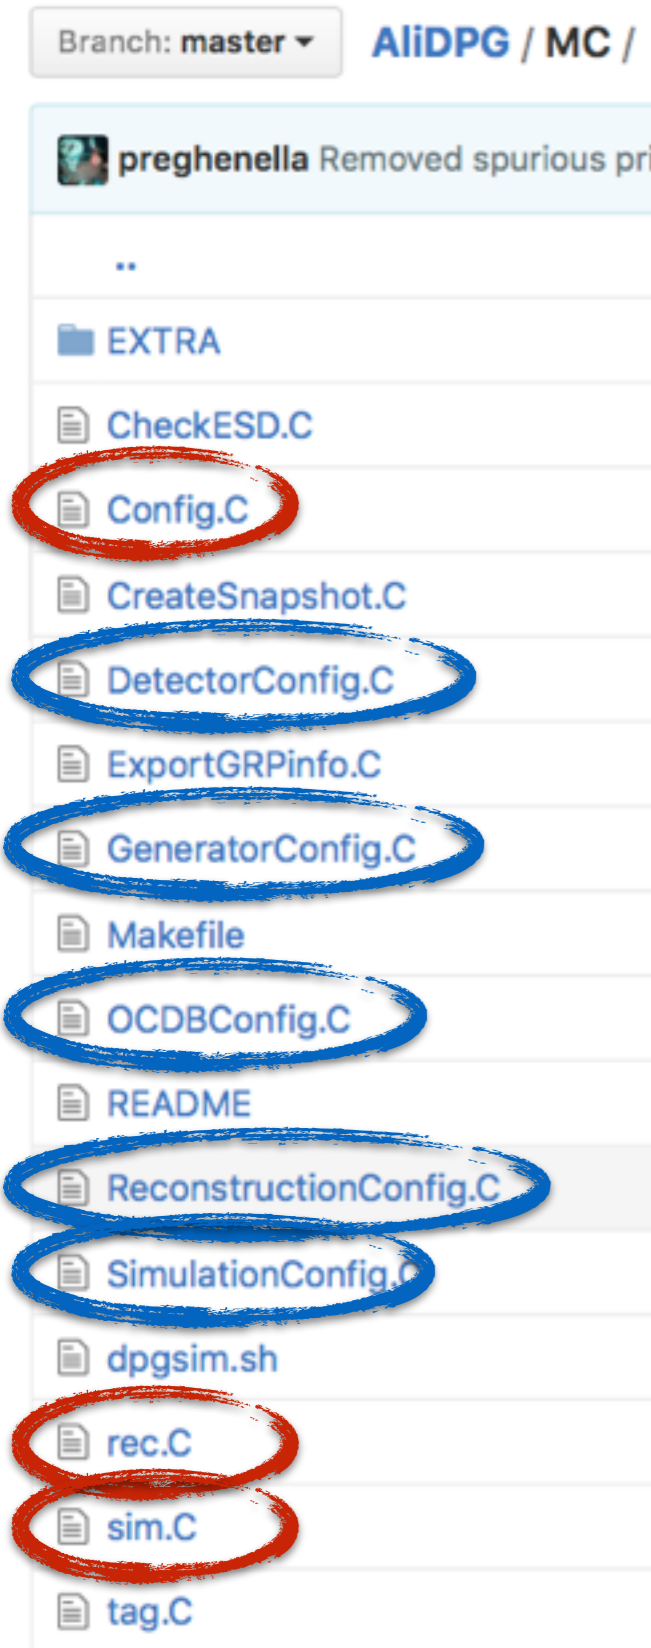 Branch: master AliDPG / MC /
preghenella Removed spurious pri
..
EXTRA
CheckESD.C
Config.C
CreateSnapshot.C
DetectorConfig.C
ExportGRPinfo.C
GeneratorConfig.C
Makefile
OCDBConfig.C
README
ReconstructionConfig.C
SimulationConfig.C
dpgsim.sh
rec.C
sim.C
tag.C